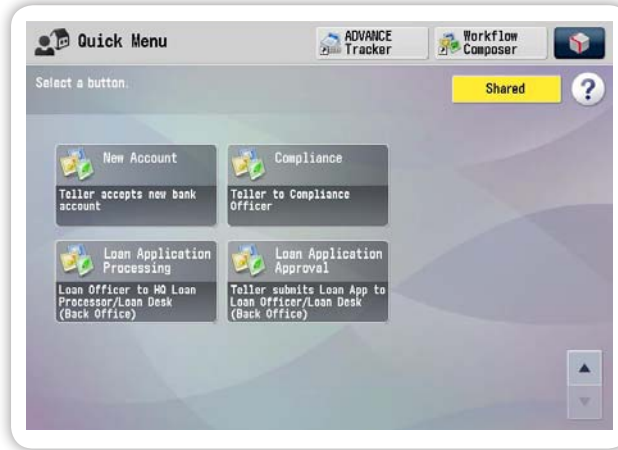 Quick Menu
ADVANCE
Tracker
Workflow
Composer
Select a button.
Shared
?
New Account
Teller accepts new bank
account
Compliance
Teller to Compliance
Officer
Loan Application
Processing
Loan Officer to HQ Loan
Processor/Loan Desk
(Back Office)
Loan Application
Approval
Teller submits Loan App to
Loan Officer/Loan Desk
(Back Office)